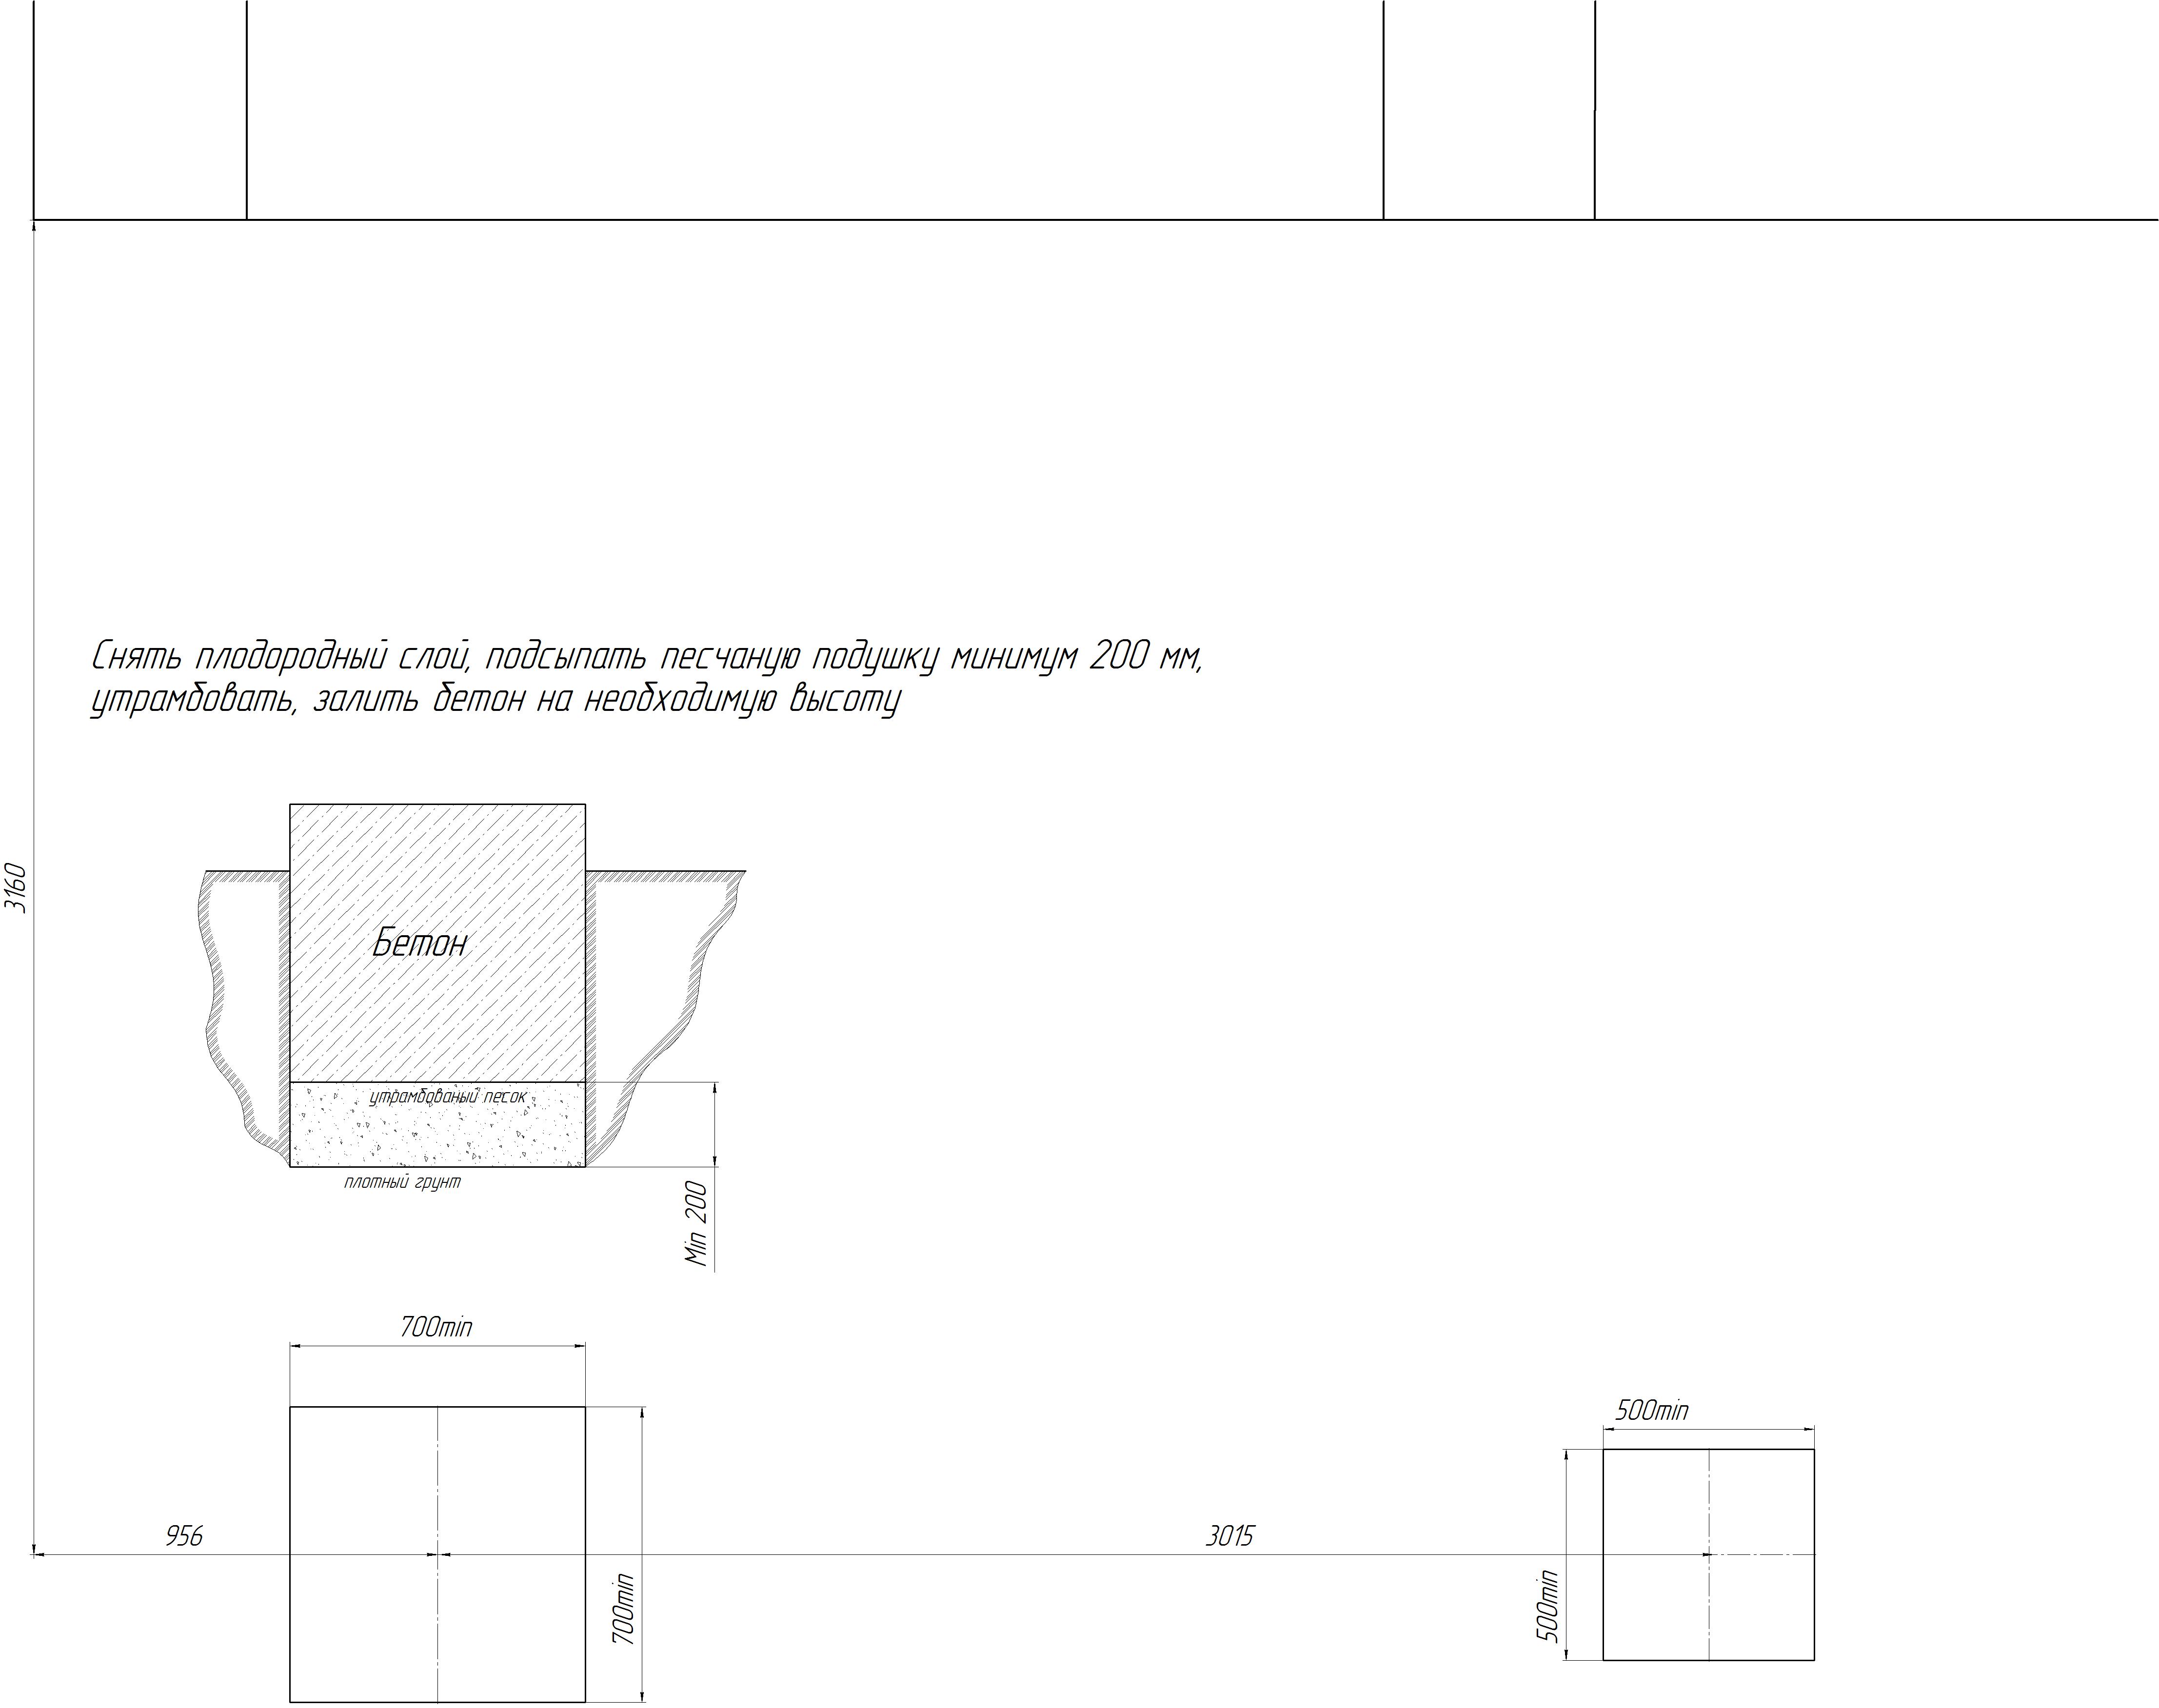 Снять плодородный слой, подсыпать песчаную подушку минимум 200 мм,
утрамбовать, залить бетон на необходимую высоту
3160
Бетон
утрамбованый песок
плотный грунт
Min 200
700min
500min
956
3015
700min
500min